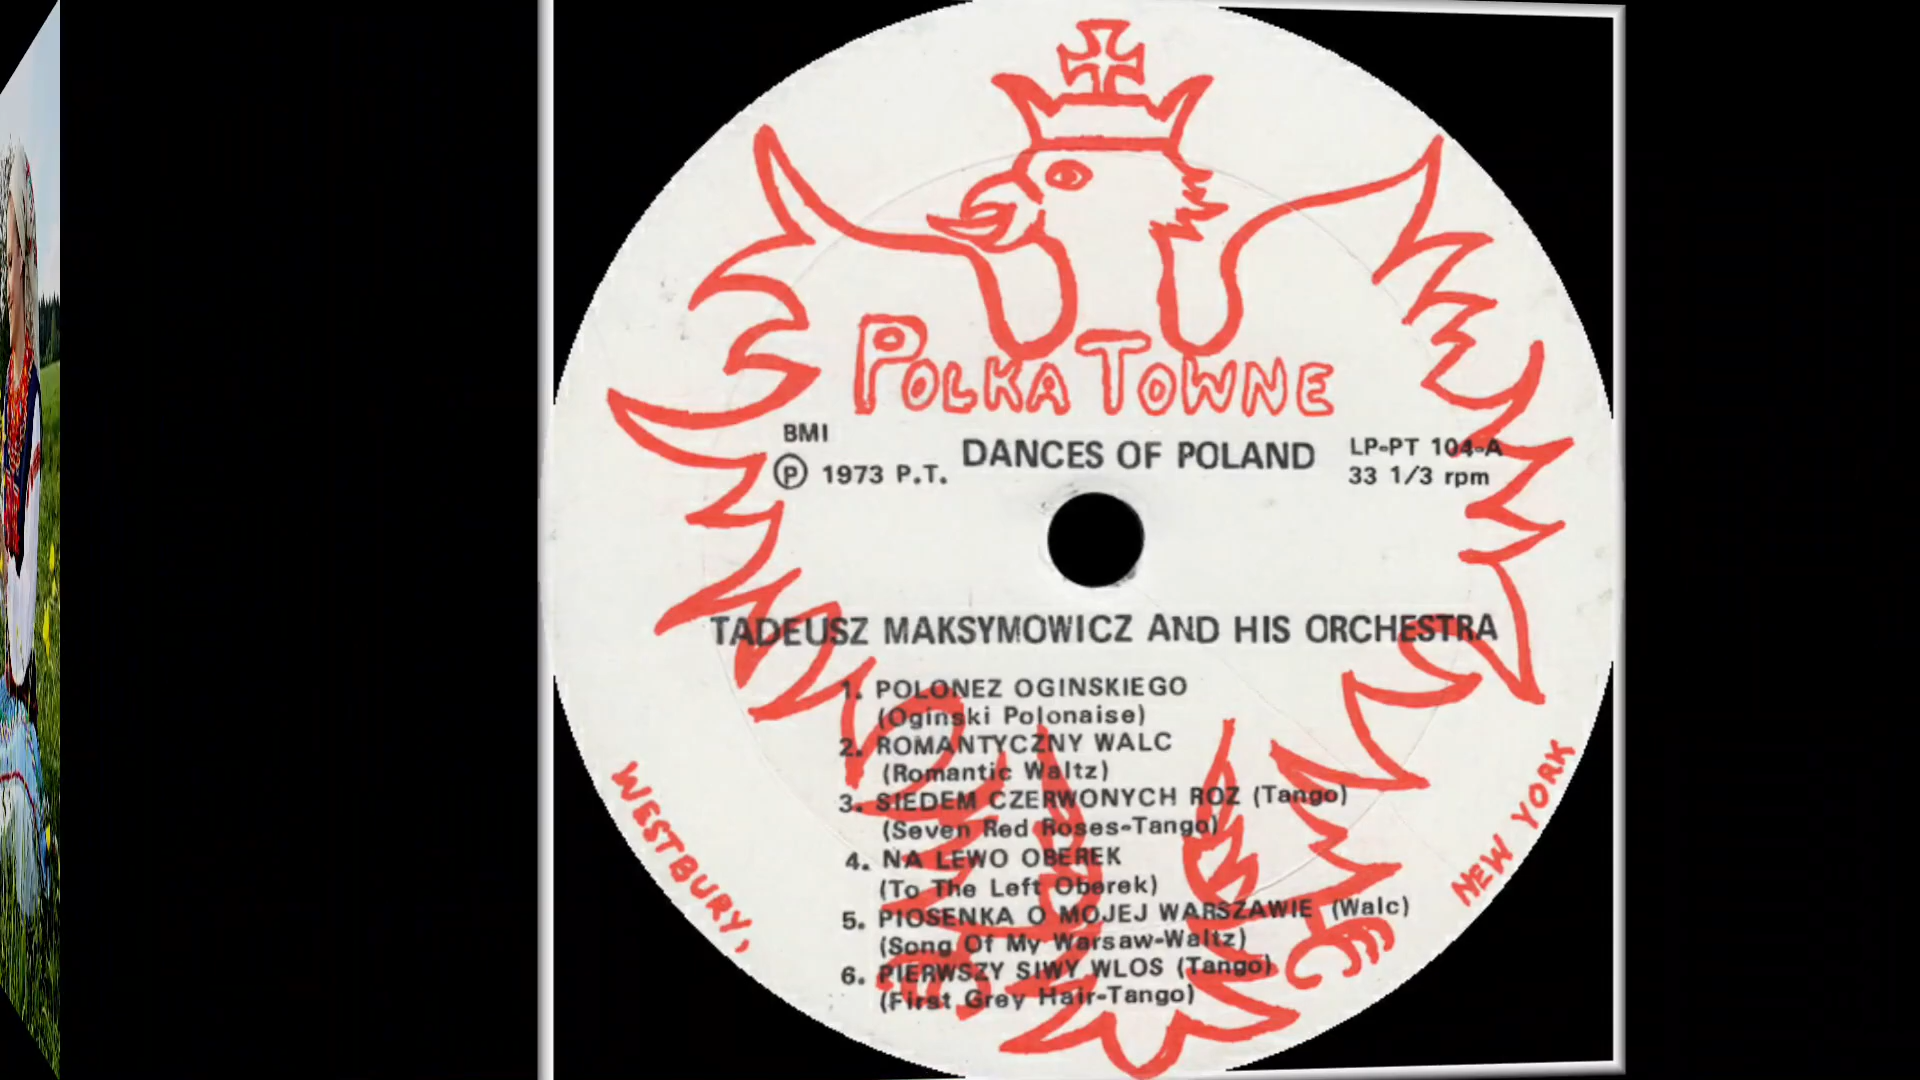 POLKA TOWNE
BMI
Ⓟ 1973 P.T.
DANCES OF POLAND
LP-PT 104-A
33 1/3 rpm
TADEUSZ MAKSYMOWICZ AND HIS ORCHESTRA
1. POLONEZ OGINSKIEGO
(Oginski Polonaise)
2. ROMANTYCZNY WALC
(Romantic Waltz)
3. SIEDEM CZERWONYCH ROZ (Tango)
(Seven Red Roses-Tango)
4. NA LEWO OBEREK
(To The Left Oberek)
5. PIOSENKA O MOJEJ WARSZAWIE (Walc)
(Song Of My Warsaw-Waltz)
6. PIERWSZY SIWY WLOS (Tango)
(First Grey Hair-Tango)
WESTBURY,
NEW YORK